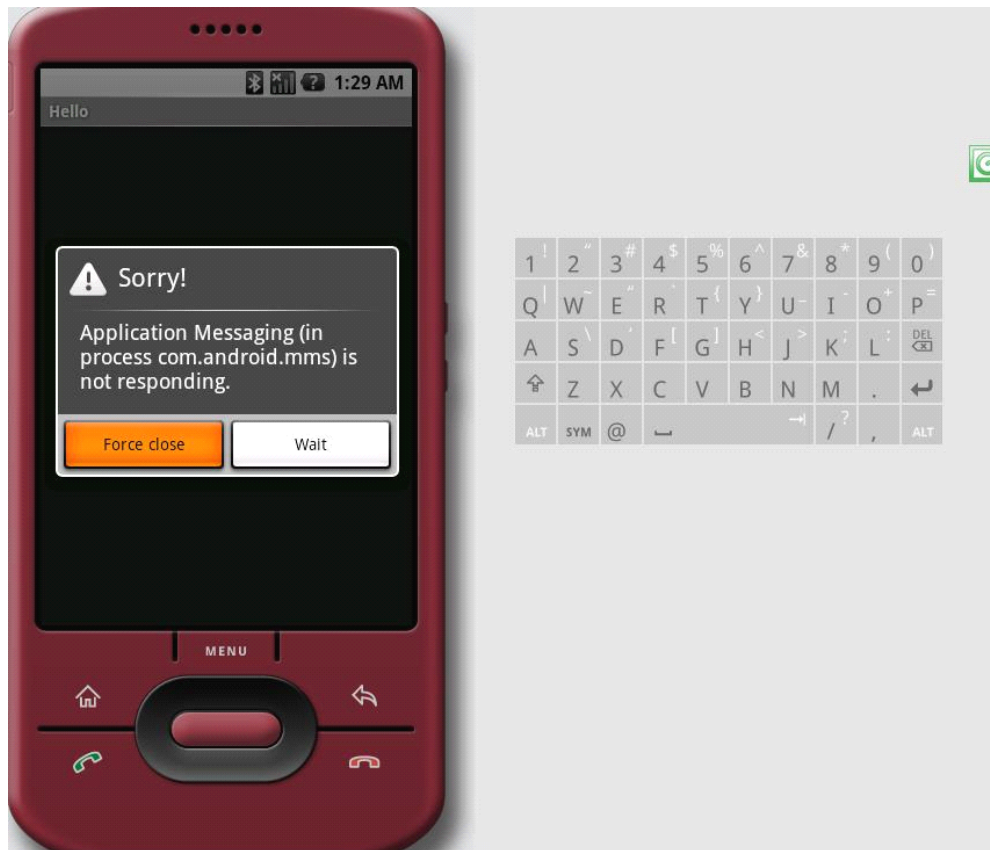 1:29 AM
Hello
Sorry!
Application Messaging (in
process com.android.mms) is
not responding.
Force close
Wait
MENU
1 ! 2 " 3 # 4 $ 5 % 6 ^ 7 & 8 * 9 ( 0 )
Q | W ~ E " R ` T { Y } U - I - O + P =
A S \ D ´ F [ G ] H < J > K ; L : DEL
Z X C V B N M .
ALT SYM @ / ? , ALT